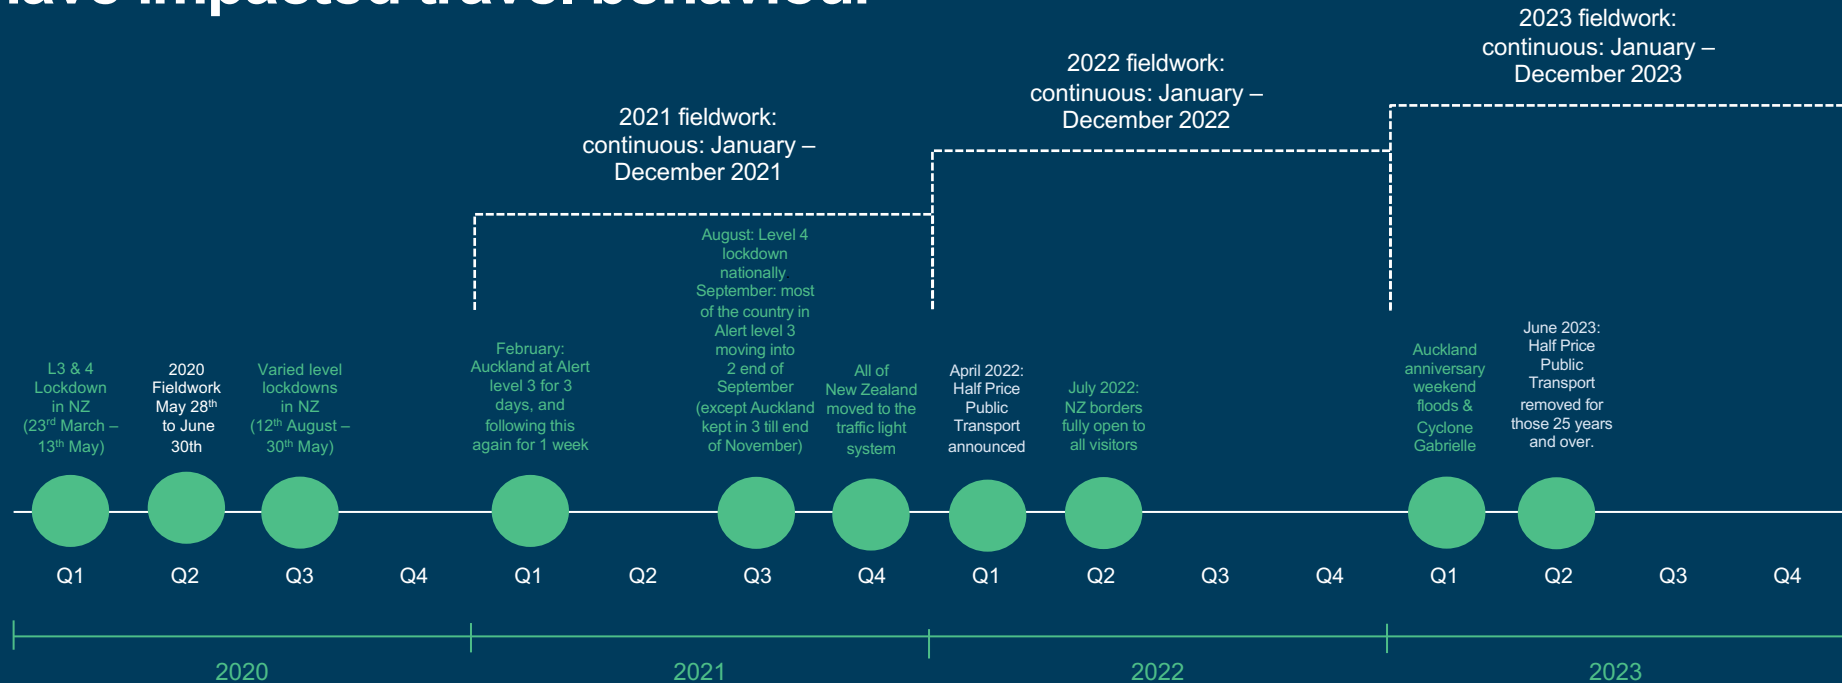 impacted travel behaviour
2023 fieldwork:
continuous: January –
December 2023
2022 fieldwork:
continuous: January –
December 2022
2021 fieldwork:
continuous: January –
December 2021
L3 & 4
Lockdown
in NZ
(23rd March –
13th May)
2020
Fieldwork
May 28th
to June
30th
Varied level
lockdowns
in NZ
(12th August –
30th May)
February:
Auckland at Alert
level 3 for 3
days, and
following this
again for 1 week
August: Level 4
lockdown
nationally.
September: most
of the country in
Alert level 3
moving into
2 end of
September
(except Auckland
kept in 3 till end
of November)
All of
New Zealand
moved to the
traffic light
system
April 2022:
Half Price
Public
Transport
announced
July 2022:
NZ borders
fully open to
all visitors
Auckland
anniversary
weekend
floods &
Cyclone
Gabrielle
June 2023:
Half Price
Public
Transport
removed for
those 25 years
and over.
Q1 Q2 Q3 Q4 Q1 Q2 Q3 Q4 Q1 Q2 Q3 Q4 Q1 Q2 Q3 Q4
2020 2021 2022 2023